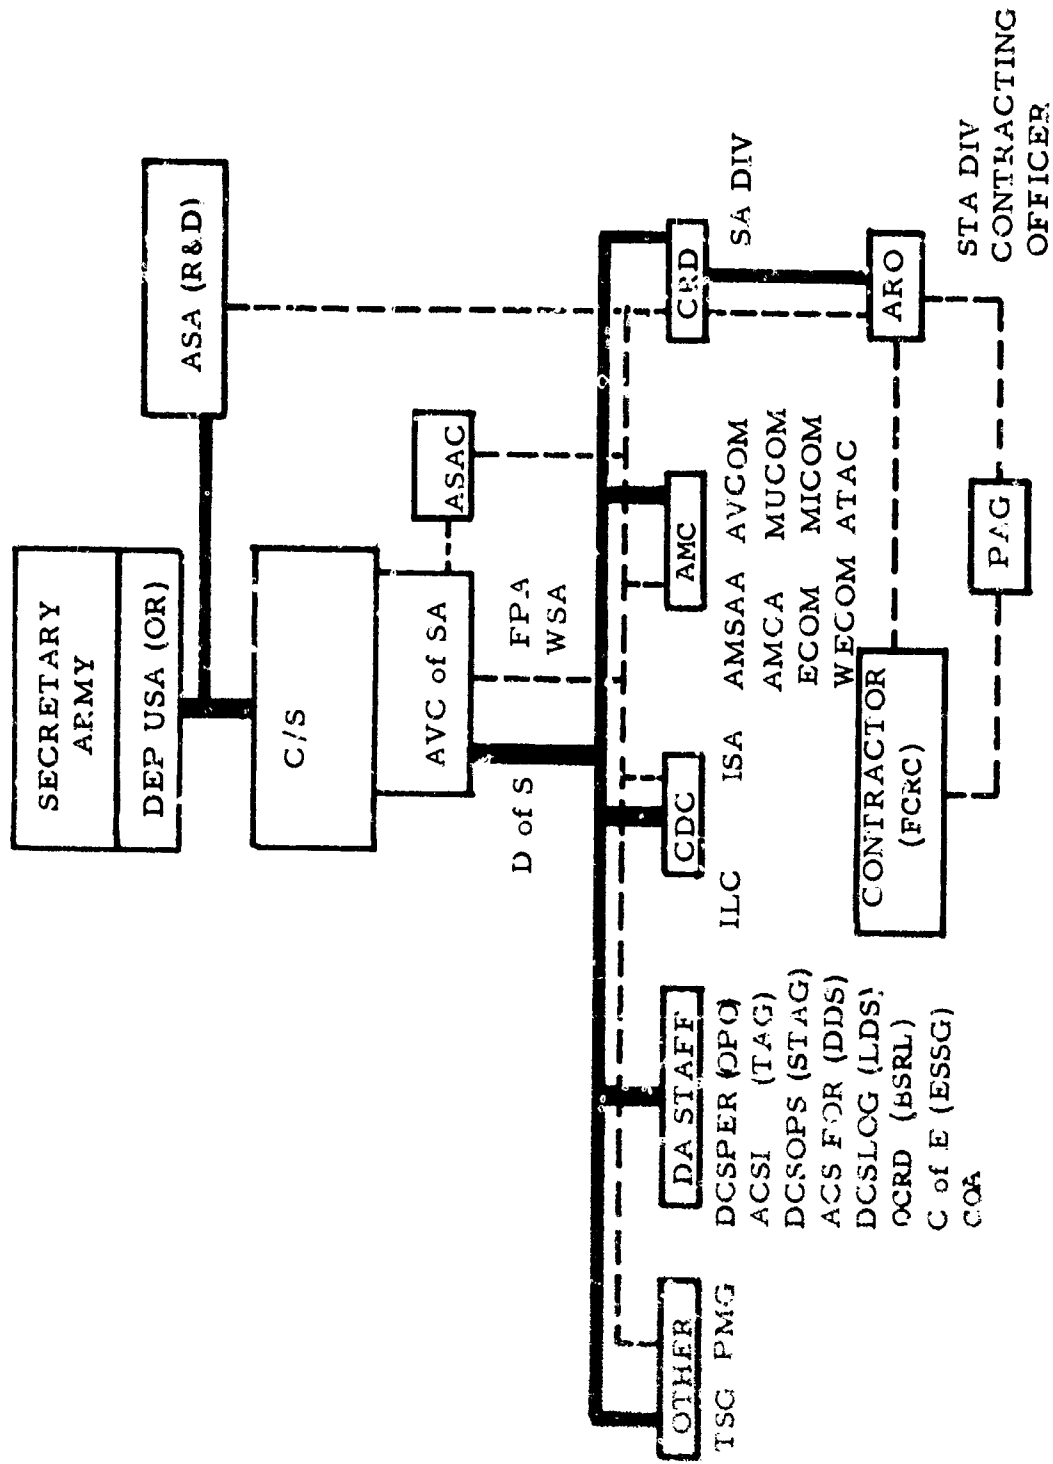 SECRETARY
ARMY
DEP USA (OR)
ASA (R&D)
C/S
AVC of SA
ASAC
D of S
FPA
WSA
OTHER
DA STAFF
CDC
AMC
CRD
SA DIV
TSG PMG
DCSPER (OPO)
ACSI (TAG)
DCSOPS (STAG)
ACS FOR (DDS)
DCSLOG (LDS)
OCRD (BSRL)
C of E (ESSG)
COA
ILC ISA
AMSAA AVCOM
AMCA MUCOM
ECOM MICOM
WECOM ATAC
CONTRACTOR
(FCRC)
ARO
PAG
STA DIV
CONTRACTING
OFFICER